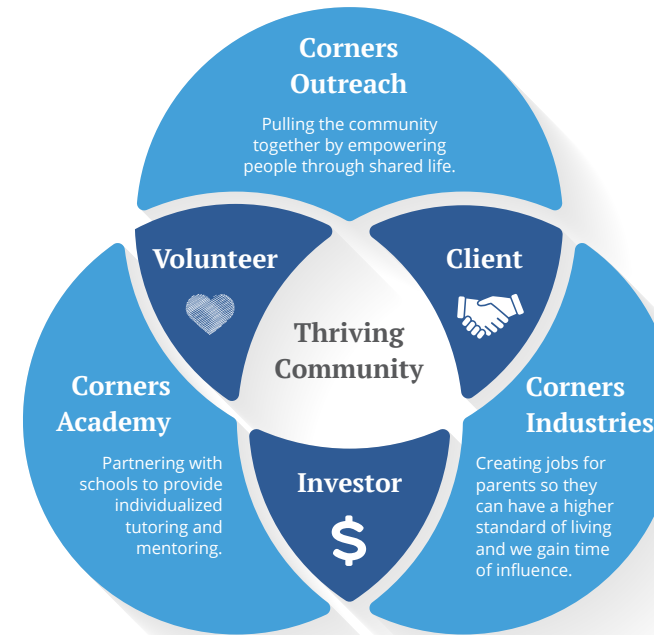 Corners
Outreach
Pulling the community
together by empowering
people through shared life.
Volunteer
Client
Thriving
Community
Corners
Academy
Partnering with
schools to provide
individualized
tutoring and
mentoring.
Corners
Industries
Creating jobs for
parents so they
can have a higher
standard of living
and we gain time
of influence.
Investor
$